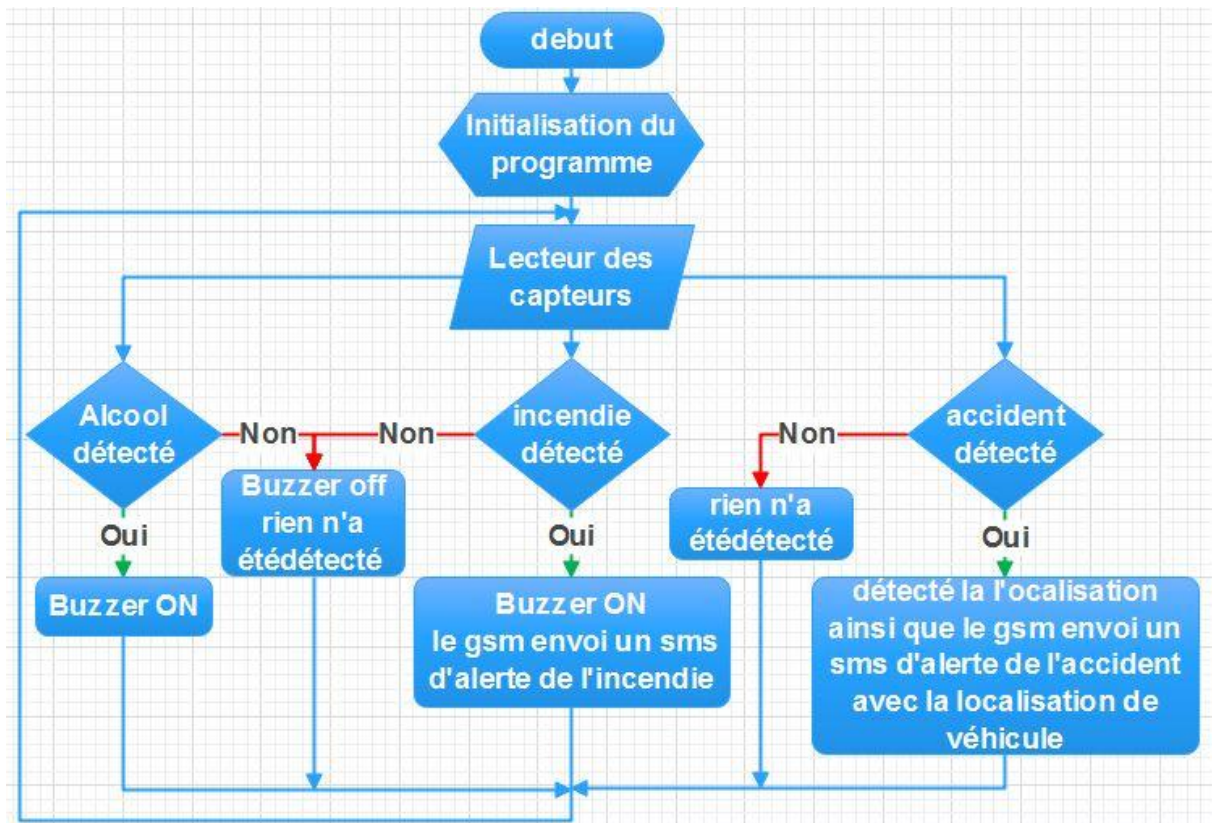 debut
Initialisation du
programme
Lecteur des
capteurs
Alcool
détecté
Non
Non
incendie
détecté
Non
accident
détecté
Oui
Buzzer off
rien n'a
étédétecté
Oui
rien n'a
étédétecté
Oui
Buzzer ON
Buzzer ON
le gsm envoi un sms
d'alerte de l'incendie
détecté la l'ocalisation
ainsi que le gsm envoi un
sms d'alerte de l'accident
avec la localisation de
véhicule